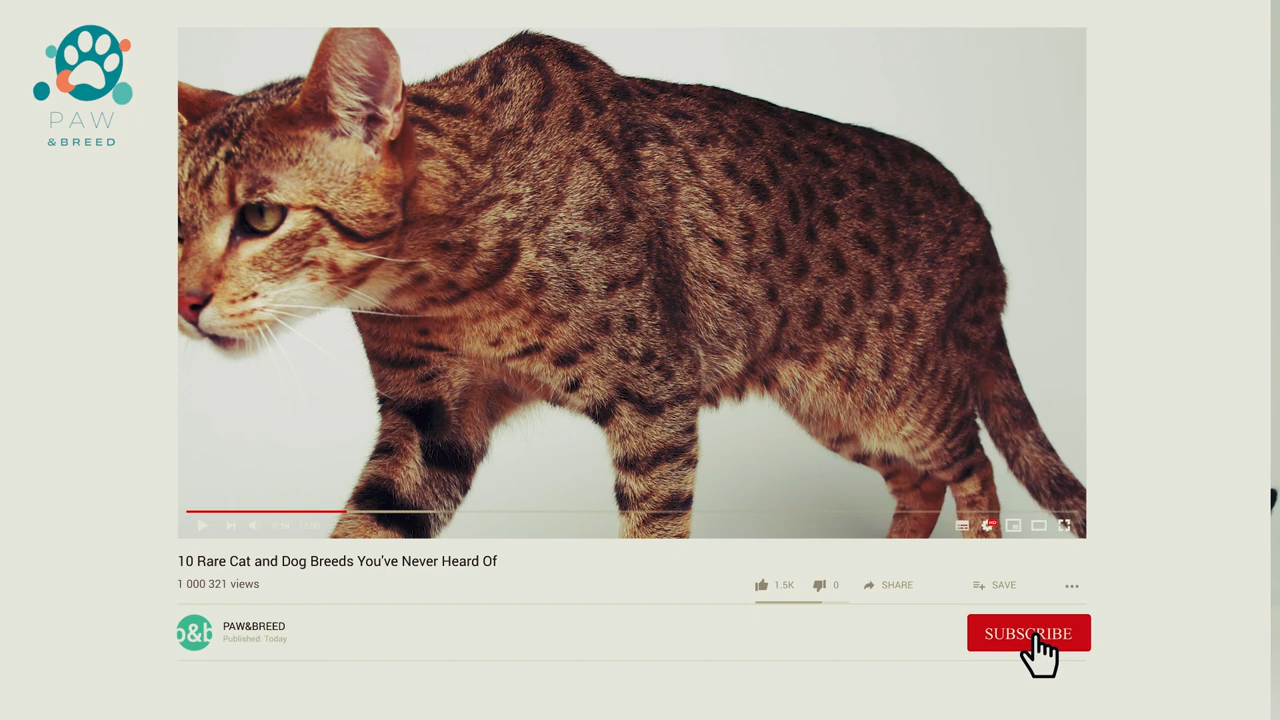 PAW
&BREED
10 Rare Cat and Dog Breeds You've Never Heard Of
1 000 321 views
1.5K
0
SHARE
SAVE
PAW&BREED
Published: Today
SUBSCRIBE
HD